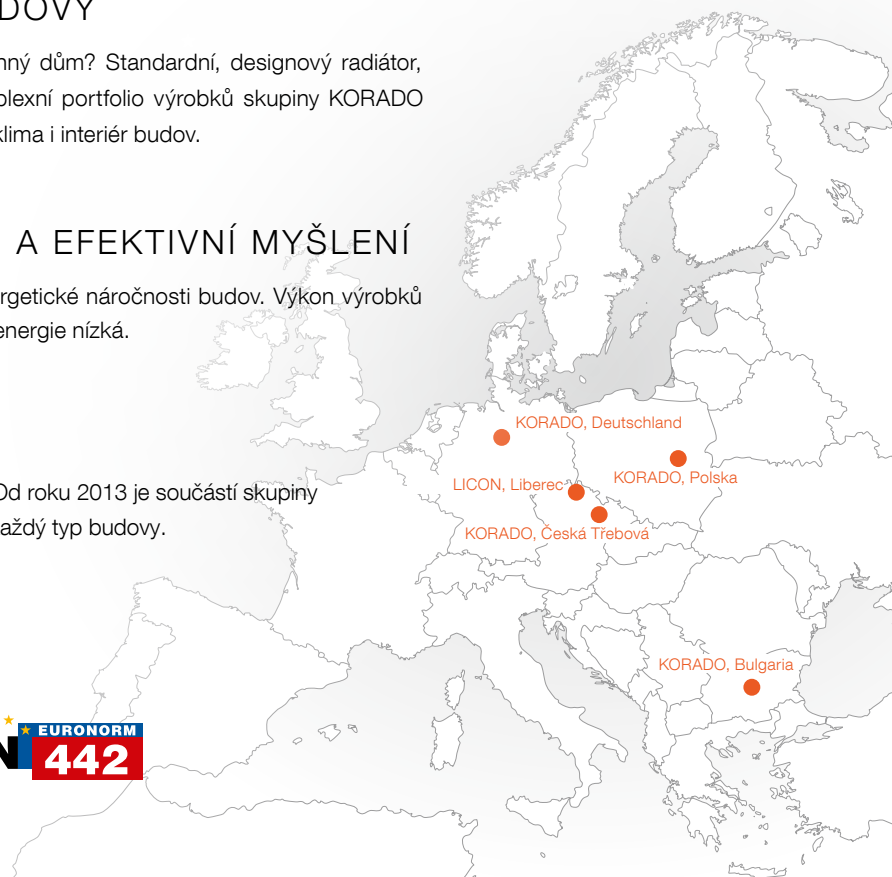 DOVY
nný dům? Standardní, designový radiátor,
plexní portfolio výrobků skupiny KORADO
klima i interiér budov.
A EFEKTIVNÍ MYŠLENÍ
rgetické náročnosti budov. Výkon výrobků
energie nízká.
Od roku 2013 je součástí skupiny
každý typ budovy.
KORADO, Deutschland
KORADO, Polska
LICON, Liberec
KORADO, Česká Třebová
KORADO, Bulgaria
N EURONORM
442